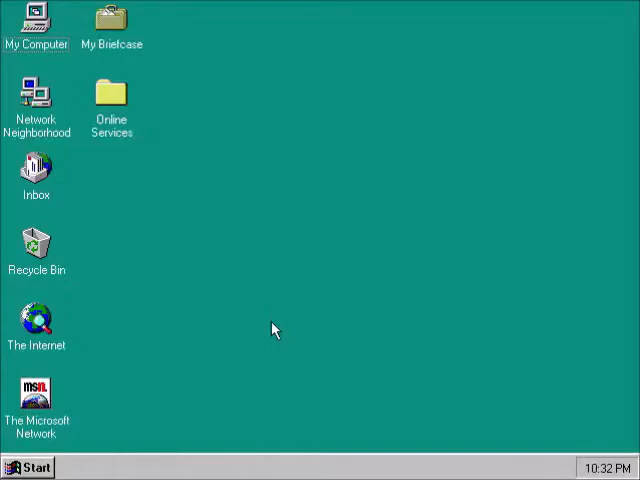 My Computer
My Briefcase
Network
Neighborhood
Online
Services
Inbox
Recycle Bin
The Internet
msn.
The Microsoft
Network
Start
10:32 PM